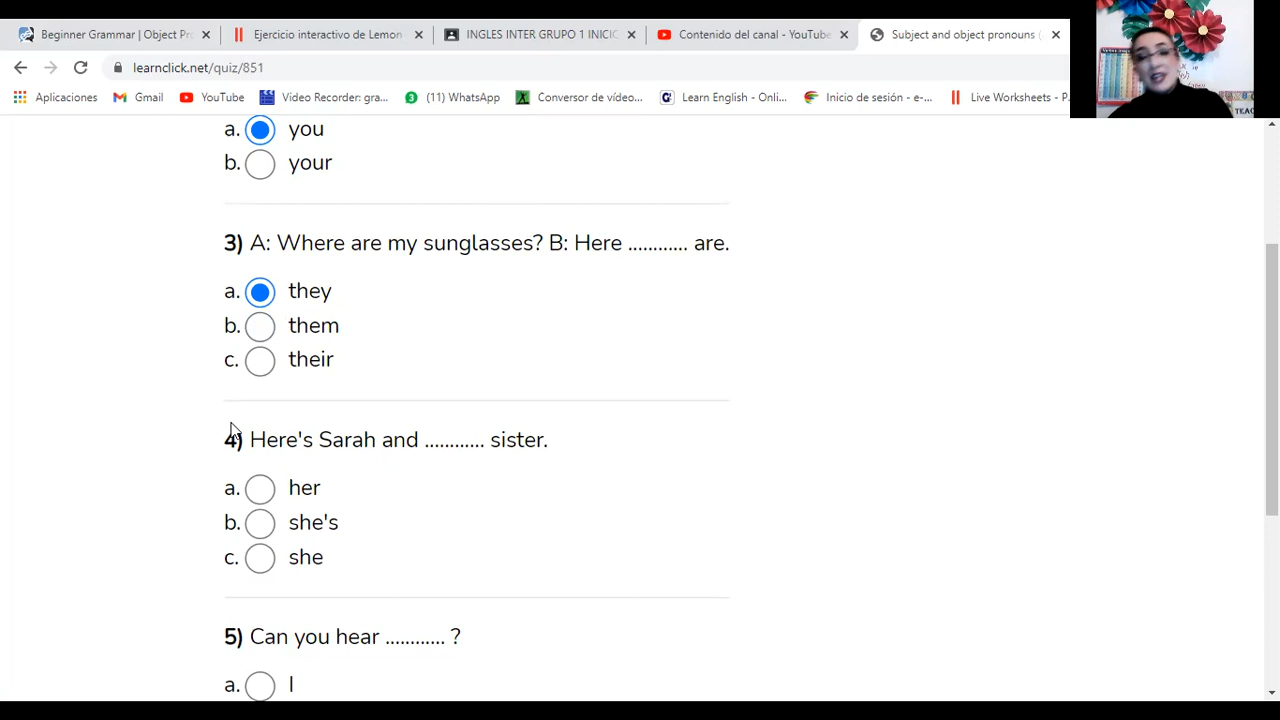 Beginner Grammar | Object Pr
Ejercicio interactivo de Lemon
INGLES INTER GRUPO 1 INICIC
Contenido del canal - YouTube
Subject and object pronouns (
learnclick.net/quiz/851
Aplicaciones
Gmail
YouTube
Video Recorder: gra...
(11) WhatsApp
Conversor de vídeo...
Learn English - Onli...
Inicio de sesión - e-...
Live Worksheets - P.
a. you
b. your
3) A: Where are my sunglasses? B: Here ............ are.
a. they
b. them
c. their
4) Here's Sarah and ............ sister.
a. her
b. she's
c. she
5) Can you hear ............ ?
a. I